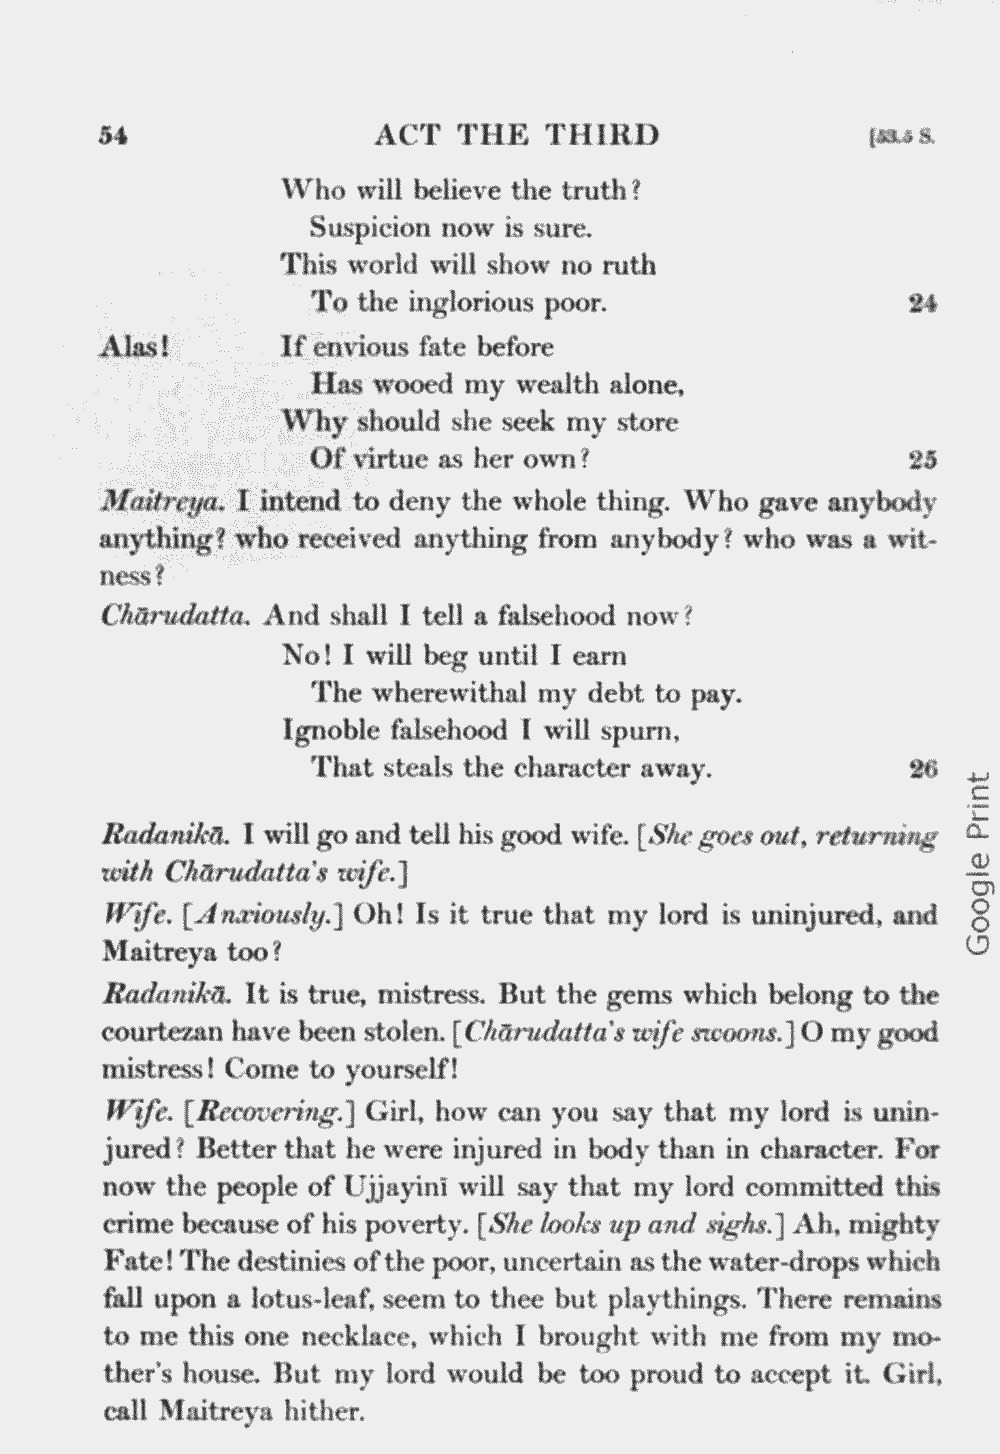 54 ACT THE THIRD [53.5 S.
Who will believe the truth?
Suspicion now is sure.
This world will show no ruth
To the inglorious poor. 24
Alas! If envious fate before
Has wooed my wealth alone,
Why should she seek my store
Of virtue as her own? 25
Maitreya. I intend to deny the whole thing. Who gave anybody
anything? who received anything from anybody? who was a wit-
ness?
Chārudatta. And shall I tell a falsehood now?
No! I will beg until I earn
The wherewithal my debt to pay.
Ignoble falsehood I will spurn,
That steals the character away. 26
Radanikā. I will go and tell his good wife. [She goes out, returning
with Chārudatta's wife.]
Wife. [Anxiously.] Oh! Is it true that my lord is uninjured, and
Maitreya too?
Radanikā. It is true, mistress. But the gems which belong to the
courtezan have been stolen. [Chārudatta's wife swoons.] O my good
mistress! Come to yourself!
Wife. [Recovering.] Girl, how can you say that my lord is unin-
jured? Better that he were injured in body than in character. For
now the people of Ujjayinī will say that my lord committed this
crime because of his poverty. [She looks up and sighs.] Ah, mighty
Fate! The destinies of the poor, uncertain as the water-drops which
fall upon a lotus-leaf, seem to thee but playthings. There remains
to me this one necklace, which I brought with me from my mo-
ther's house. But my lord would be too proud to accept it. Girl,
call Maitreya hither.
Google Print